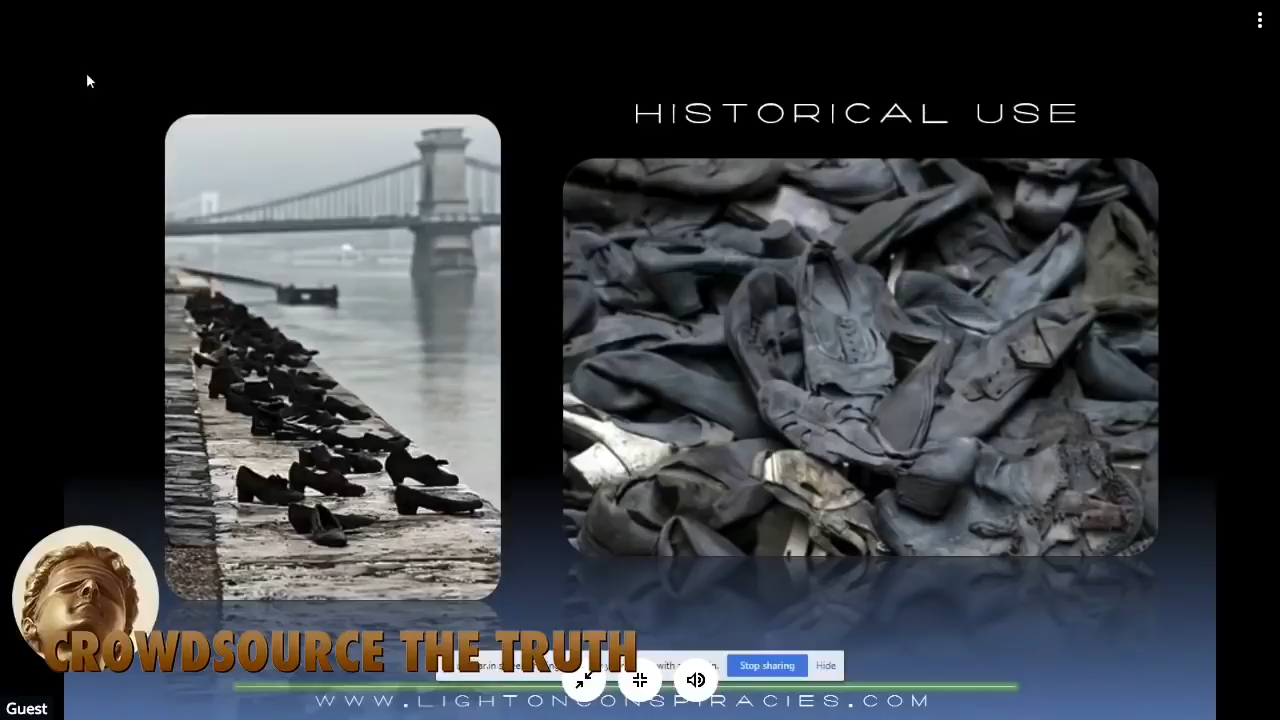 HISTORICAL USE
CROWDSOURCE THE TRUTH
Stop sharing
Hide
WWW.LIGHTONCONSPIRACIES.COM
Guest